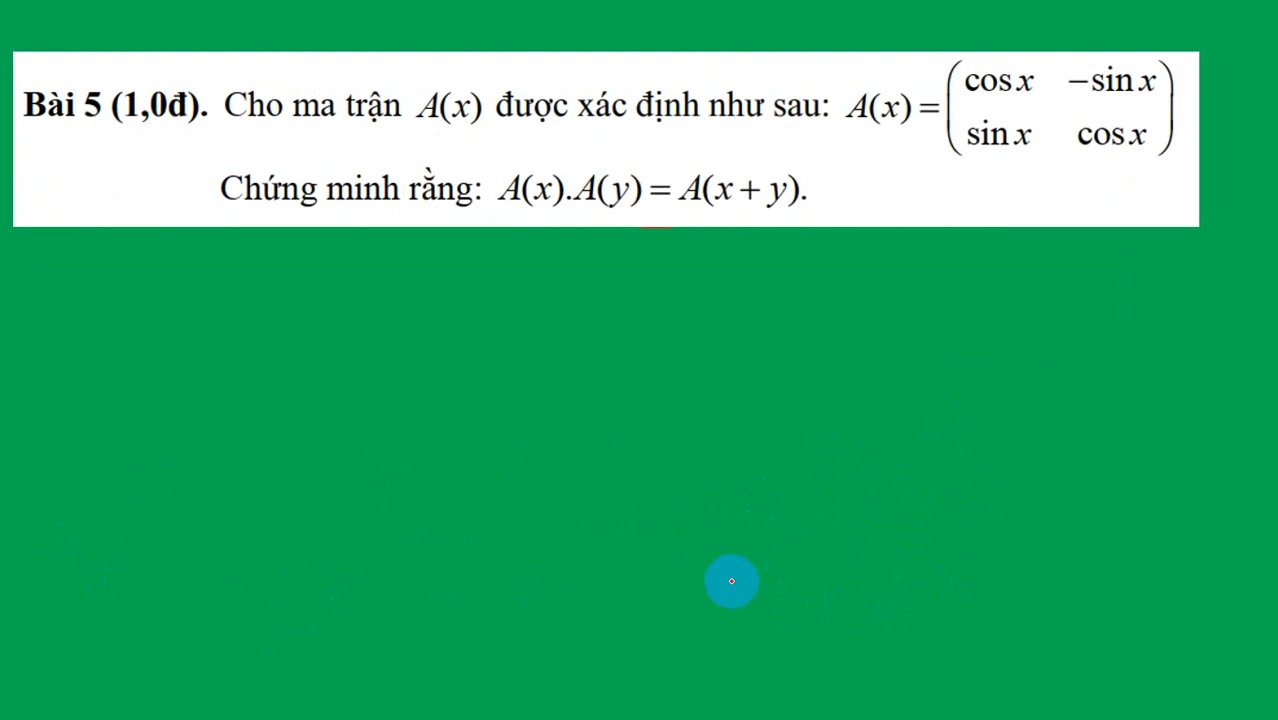 Bài 5 (1,0đ). Cho ma trận A(x) được xác định như sau: A(x) = (cos x −sin x
sin x cos x)
Chứng minh rằng: A(x).A(y) = A(x + y).